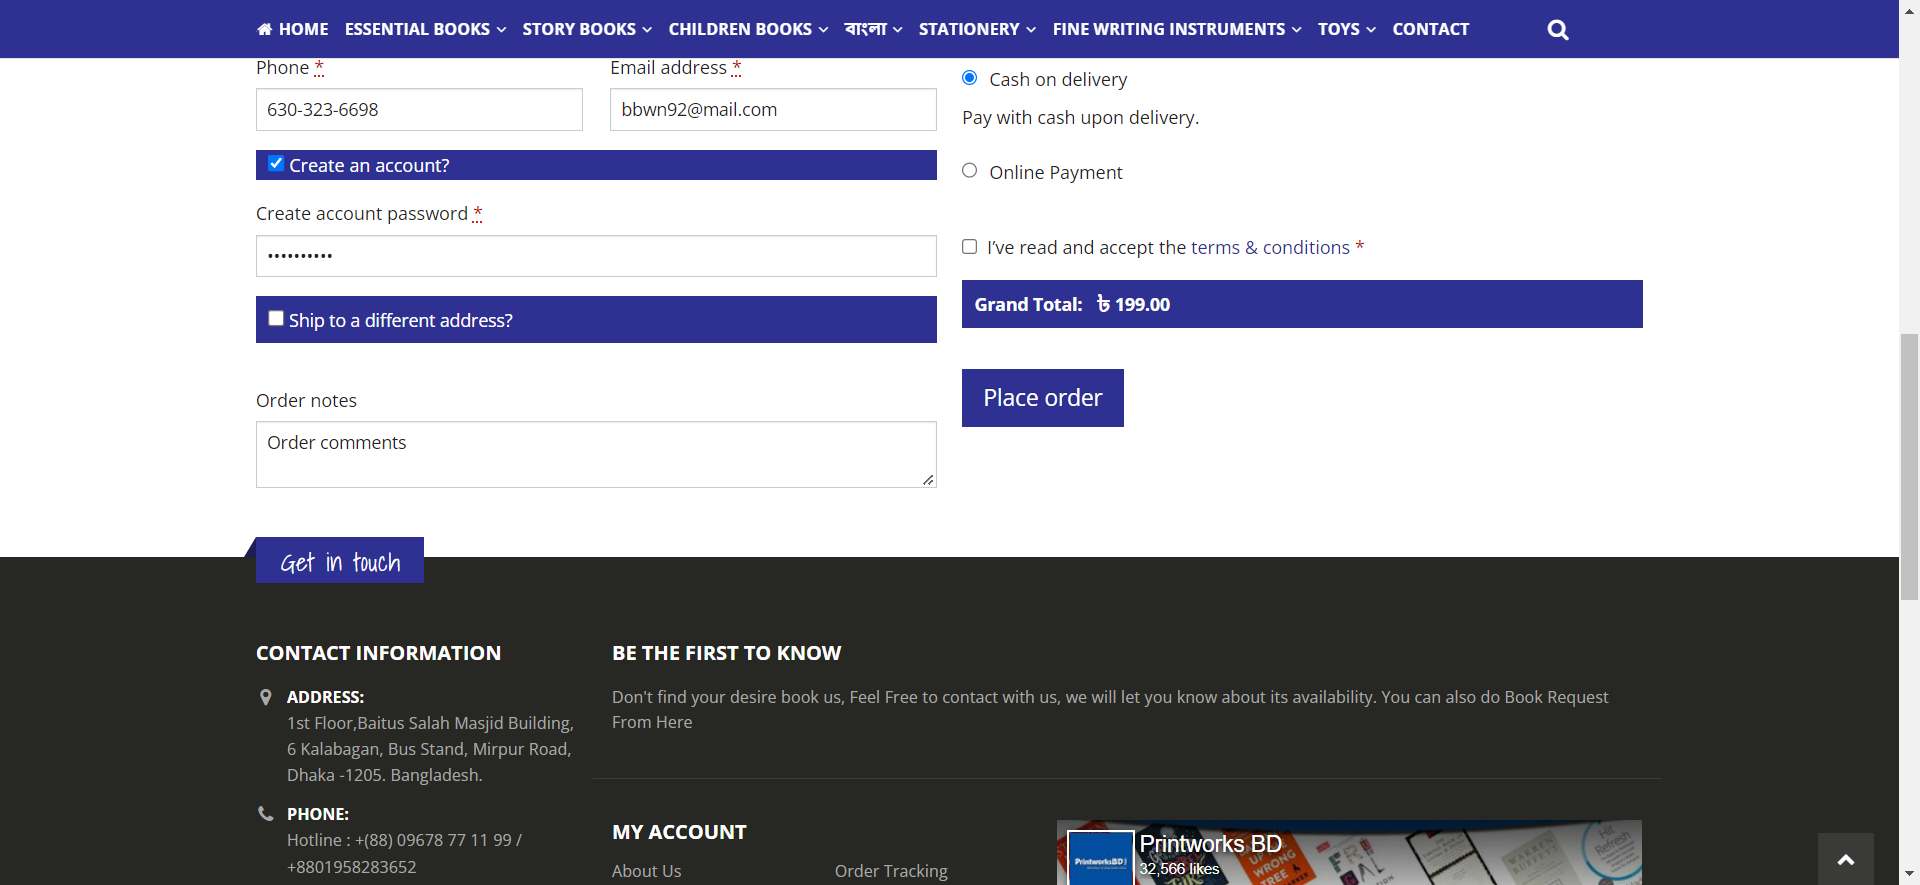 HOME ESSENTIAL BOOKS STORY BOOKS CHILDREN BOOKS বাংলা STATIONERY FINE WRITING INSTRUMENTS TOYS CONTACT
Phone *
Email address *
630-323-6698
bbwn92@mail.com
Create an account?
Create account password *
••••••••••
Ship to a different address?
Order notes
Order comments
Cash on delivery
Pay with cash upon delivery.
Online Payment
I've read and accept the terms & conditions *
Grand Total: ৳ 199.00
Place order
Get in touch
CONTACT INFORMATION
ADDRESS:
1st Floor,Baitus Salah Masjid Building,
6 Kalabagan, Bus Stand, Mirpur Road,
Dhaka -1205. Bangladesh.
PHONE:
Hotline : +(88) 09678 77 11 99 /
+8801958283652
BE THE FIRST TO KNOW
Don't find your desire book us, Feel Free to contact with us, we will let you know about its availability. You can also do Book Request
From Here
MY ACCOUNT
About Us
Order Tracking
PrintworksBD
Printworks BD
32,566 likes
UP
WRONG
TREE
Hit
Refresh